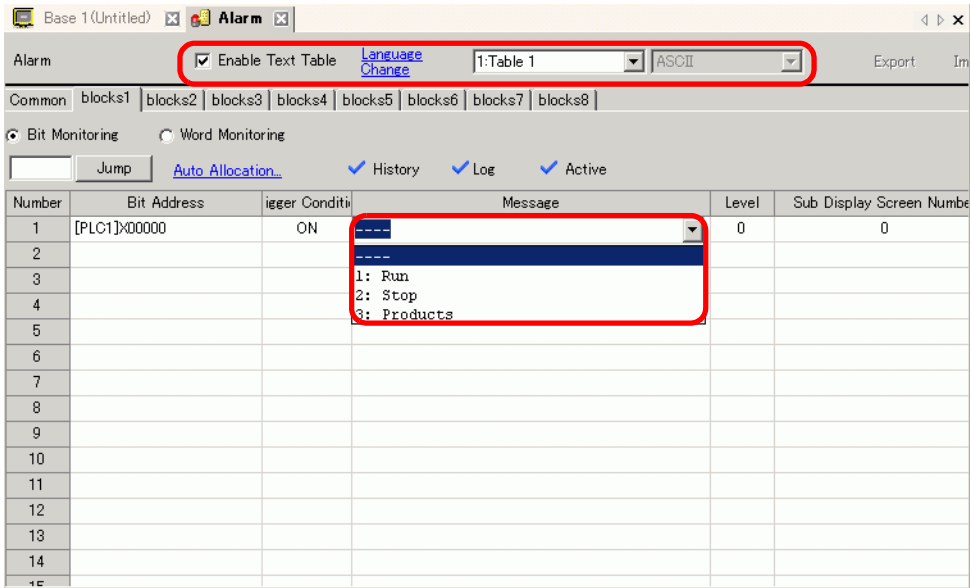 Base 1(Untitled) Alarm
Alarm Enable Text Table Language Change 1:Table 1 ASCII Export Im
Common blocks1 blocks2 blocks3 blocks4 blocks5 blocks6 blocks7 blocks8
Bit Monitoring Word Monitoring
Jump Auto Allocation... History Log Active
Number Bit Address igger Conditi Message Level Sub Display Screen Numbe
1 [PLC1]X00000 ON ---- 0 0
2 ----
3 1: Run
4 2: Stop
3: Products
5
6
7
8
9
10
11
12
13
14
15